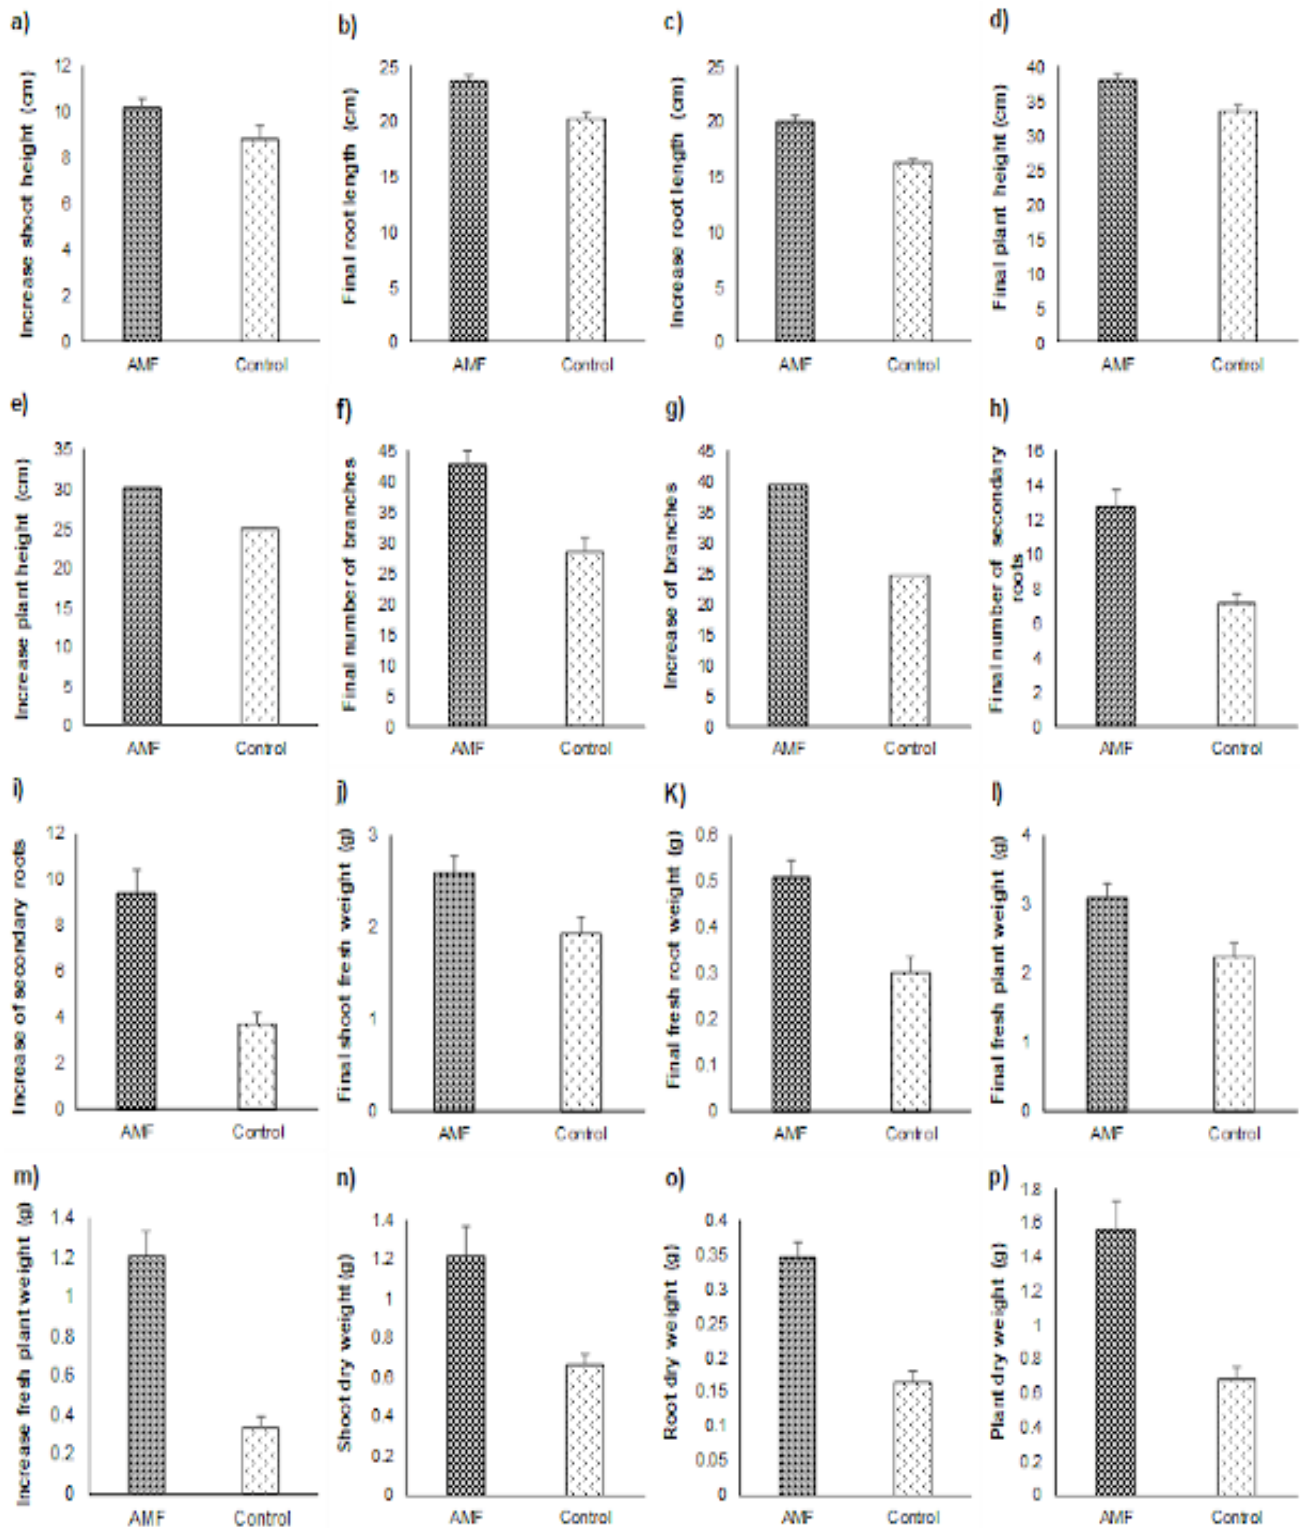 a)
Increase shoot height (cm)
12
10
8
6
4
2
0
AMF Control
b)
Final root length (cm)
25
20
15
10
5
0
AMF Control
c)
Increase root length (cm)
25
20
15
10
5
0
AMF Control
d)
Final plant height (cm)
40
35
30
25
20
15
10
5
0
AMF Control
e)
Increase plant height (cm)
35
30
25
20
15
10
5
0
AMF Control
f)
Final number of branches
45
40
35
30
25
20
15
10
5
0
AMF Control
g)
Increase of branches
45
40
35
30
25
20
15
10
5
0
AMF Control
h)
Final number of secondary
roots
16
14
12
10
8
6
4
2
0
AMF Control
i)
Increase of secondary roots
12
10
8
6
4
2
0
AMF Control
j)
Final shoot fresh weight (g)
3
2
1
0
AMF Control
K)
Final fresh root weight (g)
0.6
0.5
0.4
0.3
0.2
0.1
0
AMF Control
l)
Final fresh plant weight (g)
4
3
2
1
0
AMF Control
m)
Increase fresh plant weight (g)
1.4
1.2
1
0.8
0.6
0.4
0.2
0
AMF Control
n)
Shoot dry weight (g)
1.4
1.2
1
0.8
0.6
0.4
0.2
0
AMF Control
o)
Root dry weight (g)
0.4
0.35
0.3
0.25
0.2
0.15
0.1
0.05
0
AMF Control
p)
Plant dry weight (g)
1.8
1.6
1.4
1.2
1
0.8
0.6
0.4
0.2
0
AMF Control